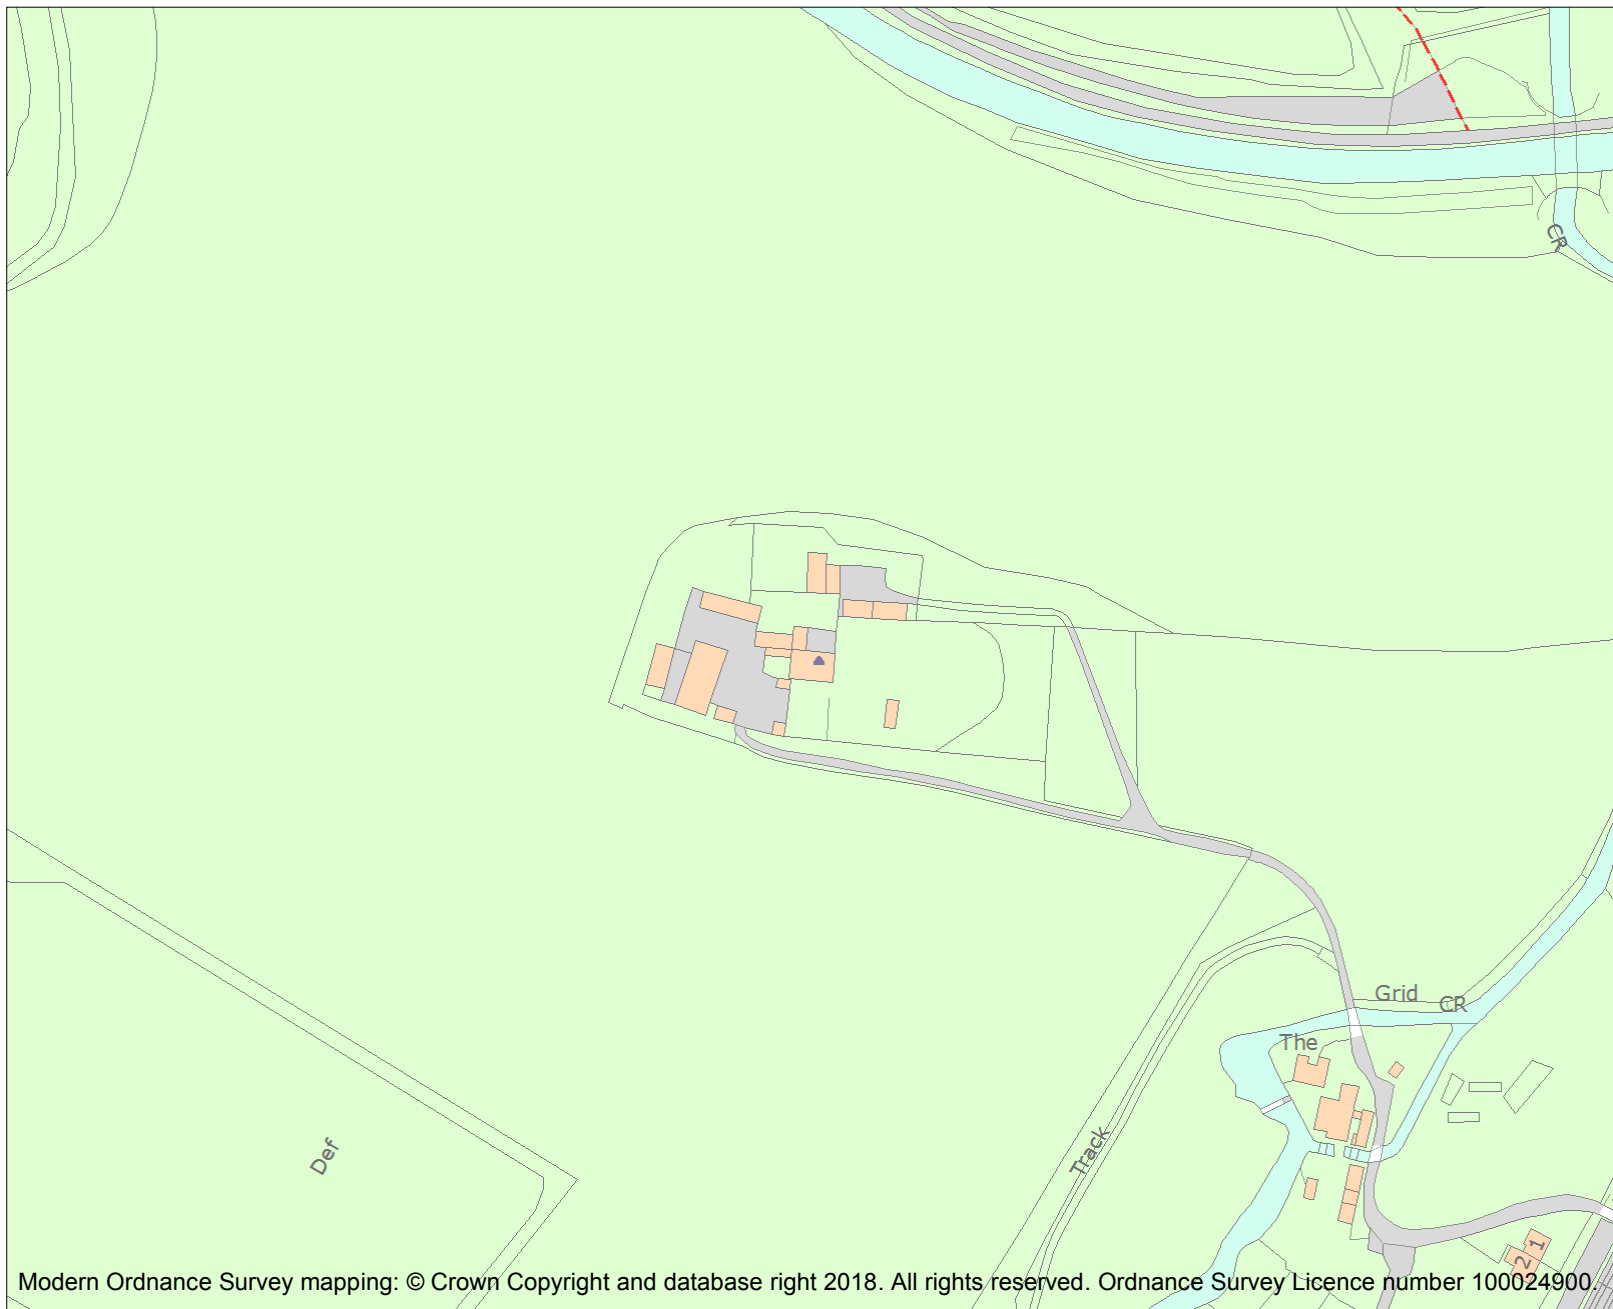 CR
Grid
CR
The
Def
Track
1
2
Modern Ordnance Survey mapping: © Crown Copyright and database right 2018. All rights reserved. Ordnance Survey Licence number 100024900.